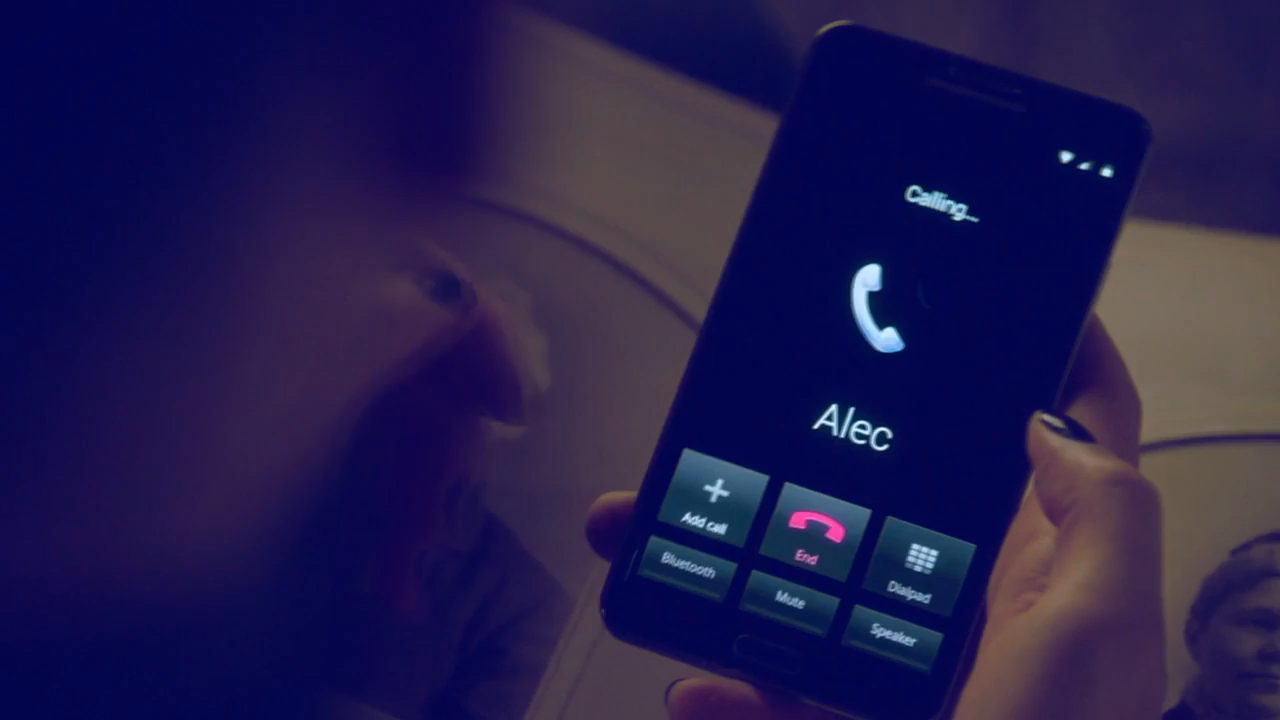 Calling...
Alec
Add call
End
Dialpad
Bluetooth
Mute
Speaker